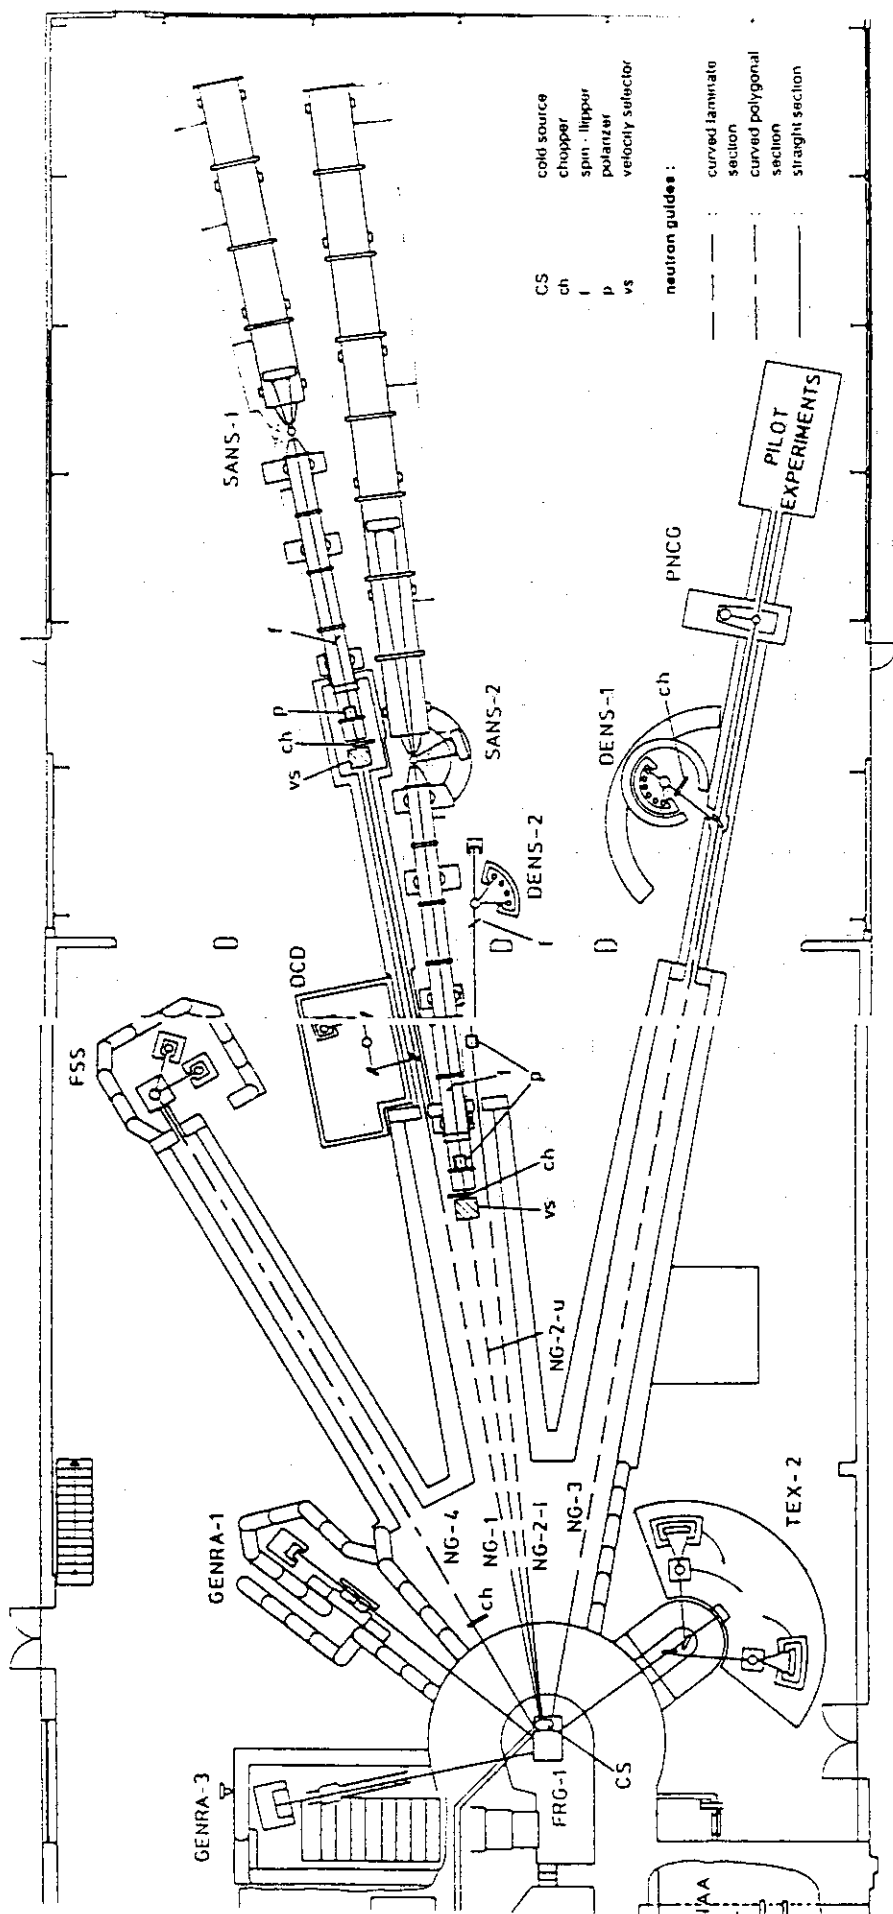 CS cold source
ch chopper
f spin - flipper
p polarizer
vs velocity selector
neutron guides :
: curved laminate
section
: curved polygonal
section
: straight section
SANS-1
f
p
ch
vs
SANS-2
DENS-2
f
DCD
f
p
ch
vs
FSS
PILOT
EXPERIMENTS
PNCG
DENS-1
ch
NG-2-u
NG-4
NG-1
NG-2-l
NG-3
ch
GENRA-1
TEX-2
GENRA-3
FRG-1
CS